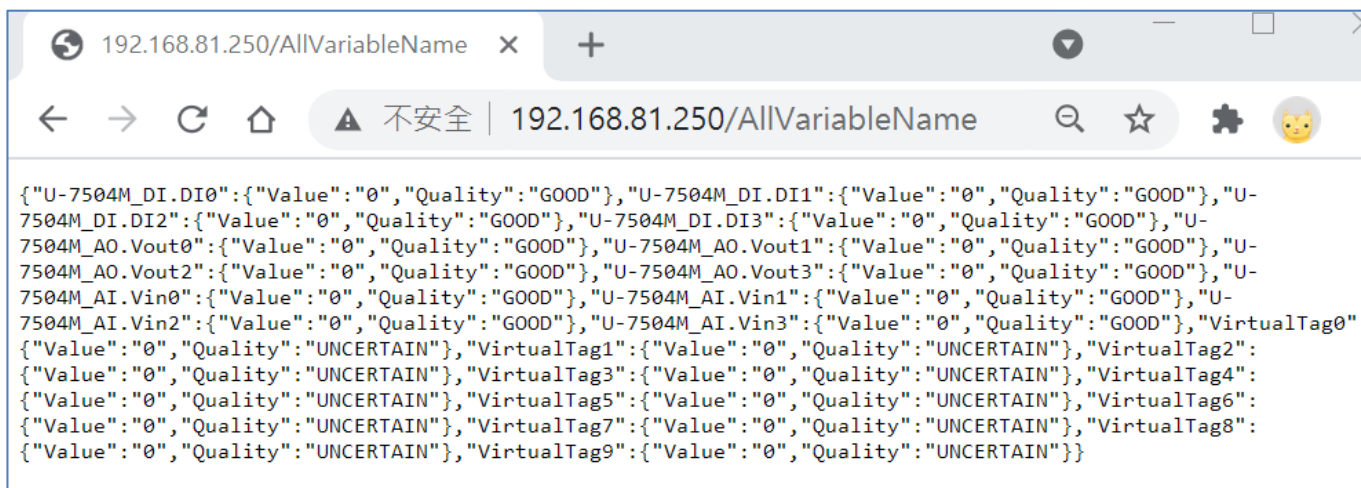 192.168.81.250/AllVariableName
不安全 192.168.81.250/AllVariableName
{"U-7504M_DI.DI0":{"Value":"0","Quality":"GOOD"},"U-7504M_DI.DI1":{"Value":"0","Quality":"GOOD"},"U-
7504M_DI.DI2":{"Value":"0","Quality":"GOOD"},"U-7504M_DI.DI3":{"Value":"0","Quality":"GOOD"},"U-
7504M_AO.Vout0":{"Value":"0","Quality":"GOOD"},"U-7504M_AO.Vout1":{"Value":"0","Quality":"GOOD"},"U-
7504M_AO.Vout2":{"Value":"0","Quality":"GOOD"},"U-7504M_AO.Vout3":{"Value":"0","Quality":"GOOD"},"U-
7504M_AI.Vin0":{"Value":"0","Quality":"GOOD"},"U-7504M_AI.Vin1":{"Value":"0","Quality":"GOOD"},"U-
7504M_AI.Vin2":{"Value":"0","Quality":"GOOD"},"U-7504M_AI.Vin3":{"Value":"0","Quality":"GOOD"},"VirtualTag0"
{"Value":"0","Quality":"UNCERTAIN"},"VirtualTag1":{"Value":"0","Quality":"UNCERTAIN"},"VirtualTag2":
{"Value":"0","Quality":"UNCERTAIN"},"VirtualTag3":{"Value":"0","Quality":"UNCERTAIN"},"VirtualTag4":
{"Value":"0","Quality":"UNCERTAIN"},"VirtualTag5":{"Value":"0","Quality":"UNCERTAIN"},"VirtualTag6":
{"Value":"0","Quality":"UNCERTAIN"},"VirtualTag7":{"Value":"0","Quality":"UNCERTAIN"},"VirtualTag8":
{"Value":"0","Quality":"UNCERTAIN"},"VirtualTag9":{"Value":"0","Quality":"UNCERTAIN"}}